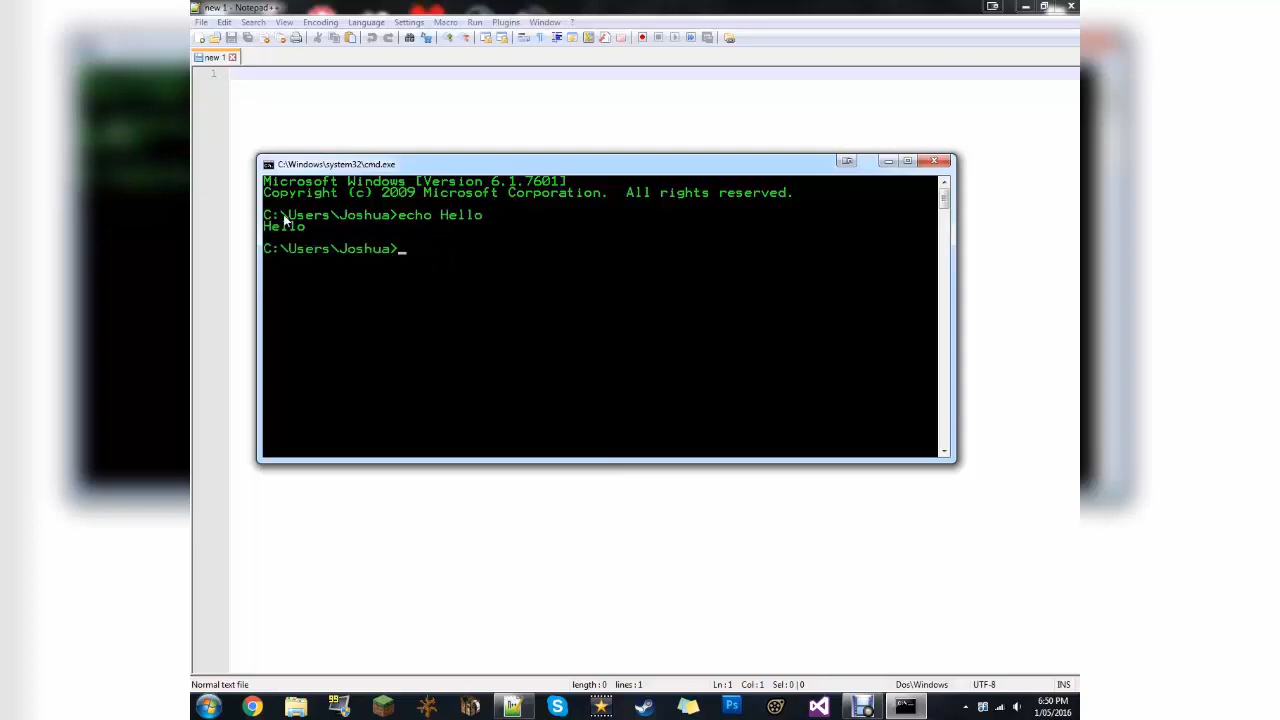 new 1 - Notepad++
File Edit Search View Encoding Language Settings Macro Run Plugins Window ?
new 1
1
C:\Windows\system32\cmd.exe
Microsoft Windows [Version 6.1.7601]
Copyright (c) 2009 Microsoft Corporation.  All rights reserved.
C:\Users\Joshua>echo Hello
Hello
C:\Users\Joshua>_
Normal text file length:0 lines:1 Ln:1 Col:1 Sel:0|0 Dos\Windows UTF-8 INS
99
Ps
6:50 PM
1/05/2016